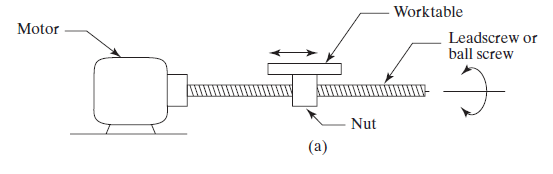 Worktable
Motor
Leadscrew or
ball screw
Nut
(a)